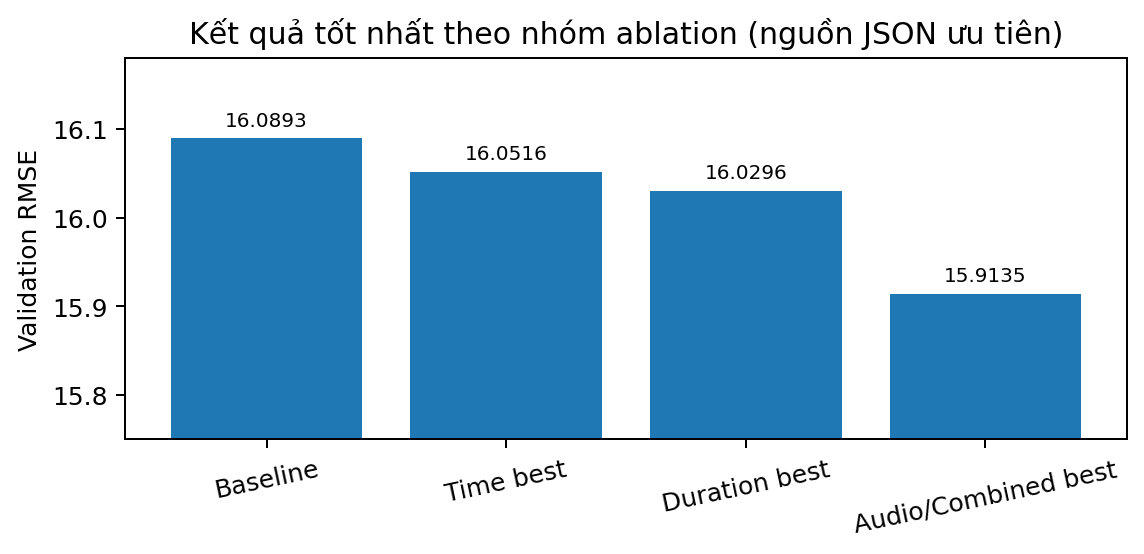 Kết quả tốt nhất theo nhóm ablation (nguồn JSON ưu tiên)
Validation RMSE
16.1
16.0
15.9
15.8
16.0893
16.0516
16.0296
15.9135
Baseline
Time best
Duration best
Audio/Combined best